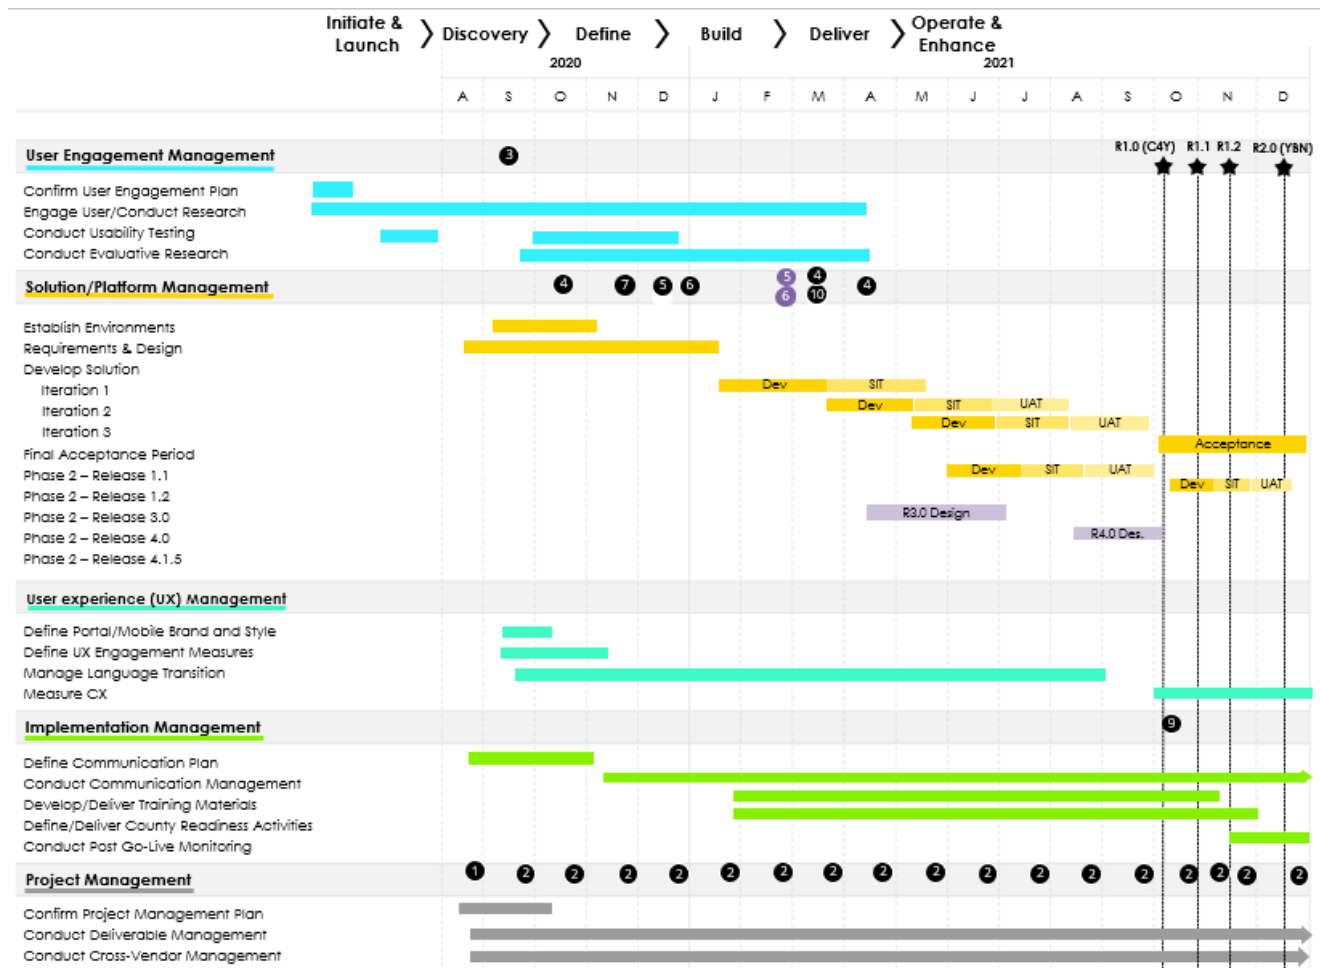 Initiate &
Launch
Discovery
Define
Build
Deliver
Operate &
Enhance
2020
2021
A S O N D J F M A M J J A S O N D
User Engagement Management
3
R1.0 (C4Y) R1.1 R1.2 R2.0 (YBN)
Confirm User Engagement Plan
Engage User/Conduct Research
Conduct Usability Testing
Conduct Evaluative Research
Solution/Platform Management
4 7 5 6 5 4 4
6 10
Establish Environments
Requirements & Design
Develop Solution
Iteration 1
Dev SIT
Iteration 2
Dev SIT UAT
Iteration 3
Dev SIT UAT
Final Acceptance Period
Acceptance
Phase 2 – Release 1.1
Dev SIT UAT
Phase 2 – Release 1.2
Dev SIT UAT
Phase 2 – Release 3.0
R3.0 Design
Phase 2 – Release 4.0
R4.0 Des.
Phase 2 – Release 4.1.5
User experience (UX) Management
Define Portal/Mobile Brand and Style
Define UX Engagement Measures
Manage Language Transition
Measure CX
Implementation Management
9
Define Communication Plan
Conduct Communication Management
Develop/Deliver Training Materials
Define/Deliver County Readiness Activities
Conduct Post Go-Live Monitoring
Project Management
1 2 2 2 2 2 2 2 2 2 2 2 2 2 2 2 2 2
Confirm Project Management Plan
Conduct Deliverable Management
Conduct Cross-Vendor Management